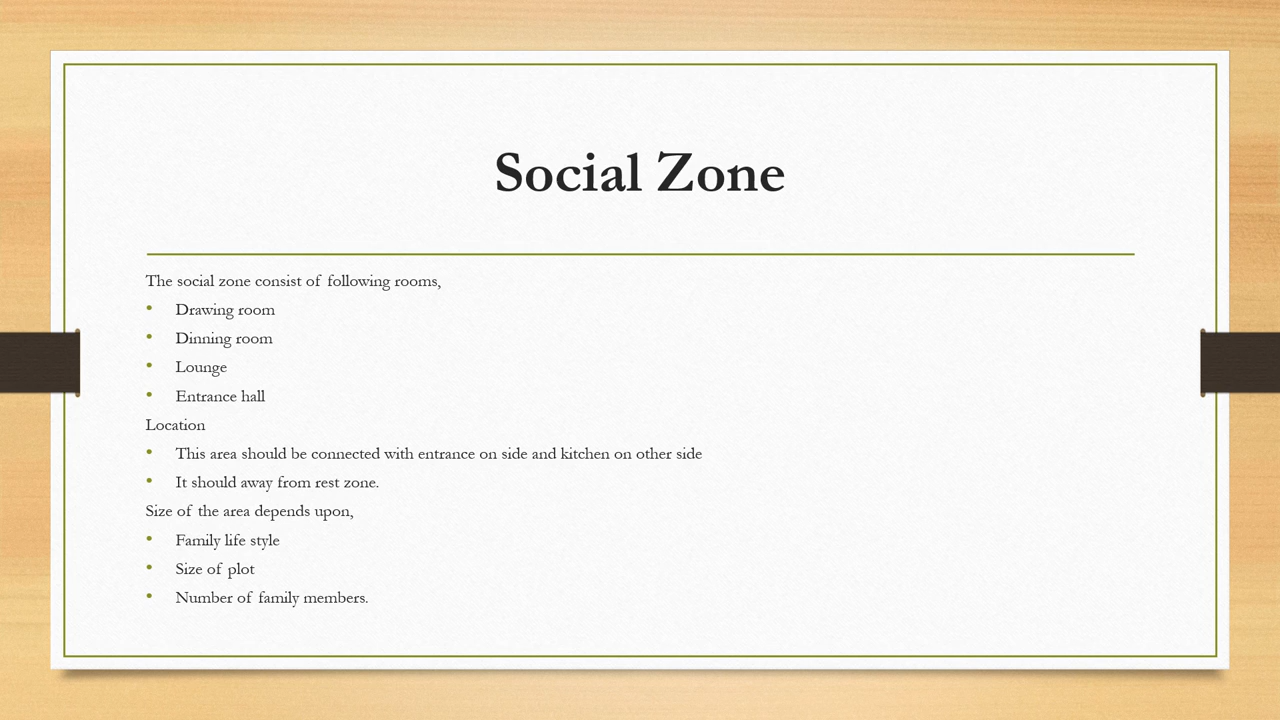 Social Zone
The social zone consist of following rooms,
• Drawing room
• Dinning room
• Lounge
• Entrance hall
Location
• This area should be connected with entrance on side and kitchen on other side
• It should away from rest zone.
Size of the area depends upon,
• Family life style
• Size of plot
• Number of family members.